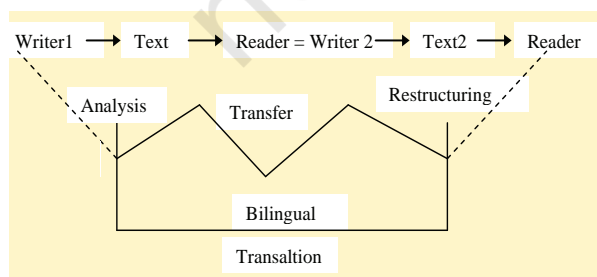 Writer1 Text Reader = Writer 2 Text2 Reader
Analysis Transfer Restructuring
Bilingual
Transaltion